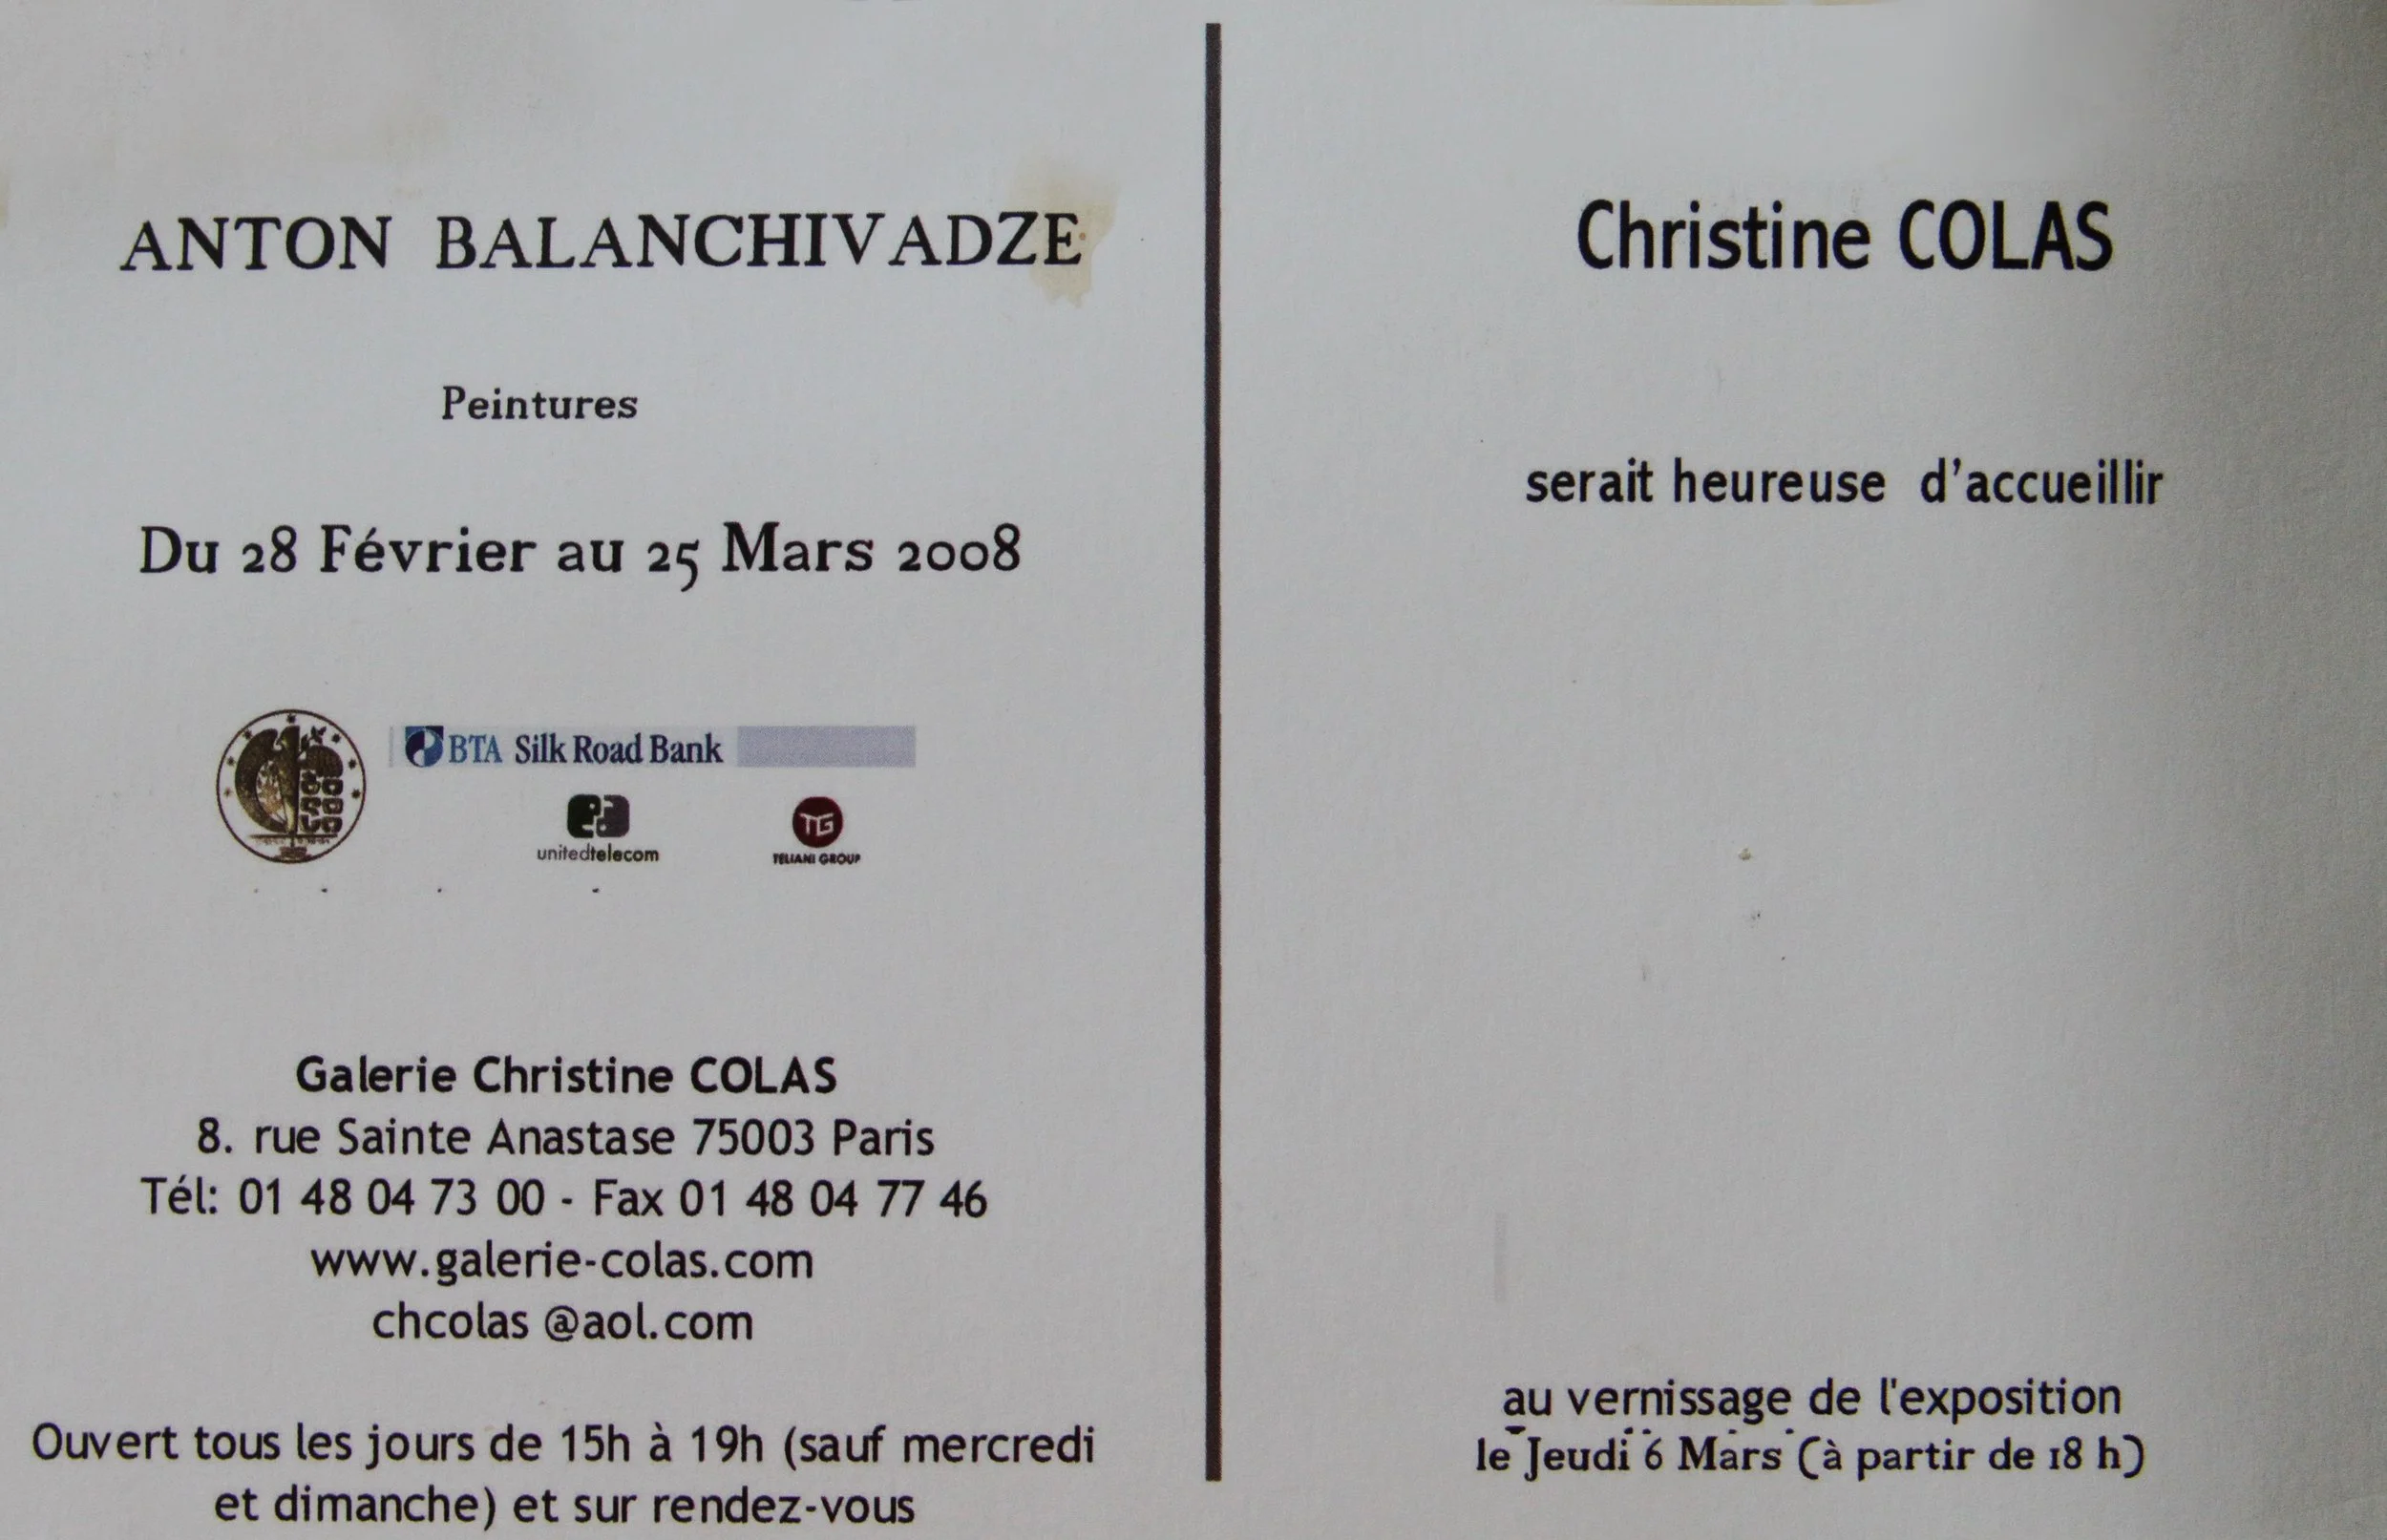 ANTON BALANCHIVADZE
Peintures
Du 28 Février au 25 Mars 2008
BTA Silk Road Bank
unitedtelecom
TG
TELIANI GROUP
Galerie Christine COLAS
8. rue Sainte Anastase 75003 Paris
Tél: 01 48 04 73 00 - Fax 01 48 04 77 46
www.galerie-colas.com
chcolas @aol.com
Ouvert tous les jours de 15h à 19h (sauf mercredi
et dimanche) et sur rendez-vous
Christine COLAS
serait heureuse d'accueillir
au vernissage de l'exposition
le Jeudi 6 Mars (à partir de 18 h)